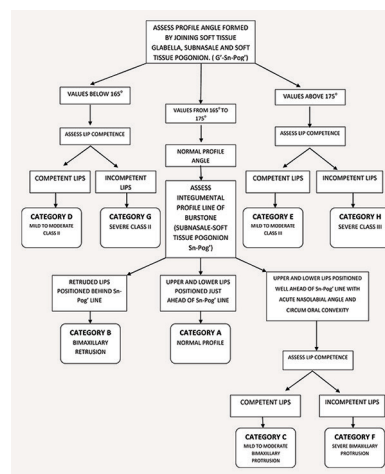 ASSESS PROFILE ANGLE FORMED
BY JOINING SOFT TISSUE
GLABELLA, SUBNASALE AND SOFT
TISSUE POGONION. ( G'-Sn-Pog')
VALUES BELOW 165°
VALUES FROM 165° TO
175°
VALUES ABOVE 175°
ASSESS LIP COMPETENCE
NORMAL PROFILE
ANGLE
ASSESS LIP COMPETENCE
COMPETENT LIPS
INCOMPETENT
LIPS
ASSESS
INTEGUMENTAL
PROFILE LINE OF
BURSTONE
(SUBNASALE-SOFT
TISSUE POGONION
Sn-Pog')
COMPETENT LIPS
INCOMPETENT LIPS
CATEGORY D
MILD TO MODERATE
CLASS II
CATEGORY G
SEVERE CLASS II
CATEGORY E
MILD TO MODERATE
CLASS III
CATEGORY H
SEVERE CLASS III
RETRUDED LIPS
POSITIONED BEHIND Sn-
Pog' LINE
UPPER AND LOWER LIPS
POSITIONED JUST
AHEAD OF Sn-Pog' LINE
UPPER AND LOWER LIPS POSITIONED
WELL AHEAD OF Sn-Pog' LINE WITH
ACUTE NASOLABIAL ANGLE AND
CIRCUM ORAL CONVEXITY
CATEGORY B
BIMAXILLARY
RETRUSION
CATEGORY A
NORMAL PROFILE
ASSESS LIP COMPETENCE
COMPETENT LIPS
INCOMPETENT LIPS
CATEGORY C
MILD TO MODERATE
BIMAXILLARY
PROTRUSION
CATEGORY F
SEVERE BIMAXILLARY
PROTRUSION